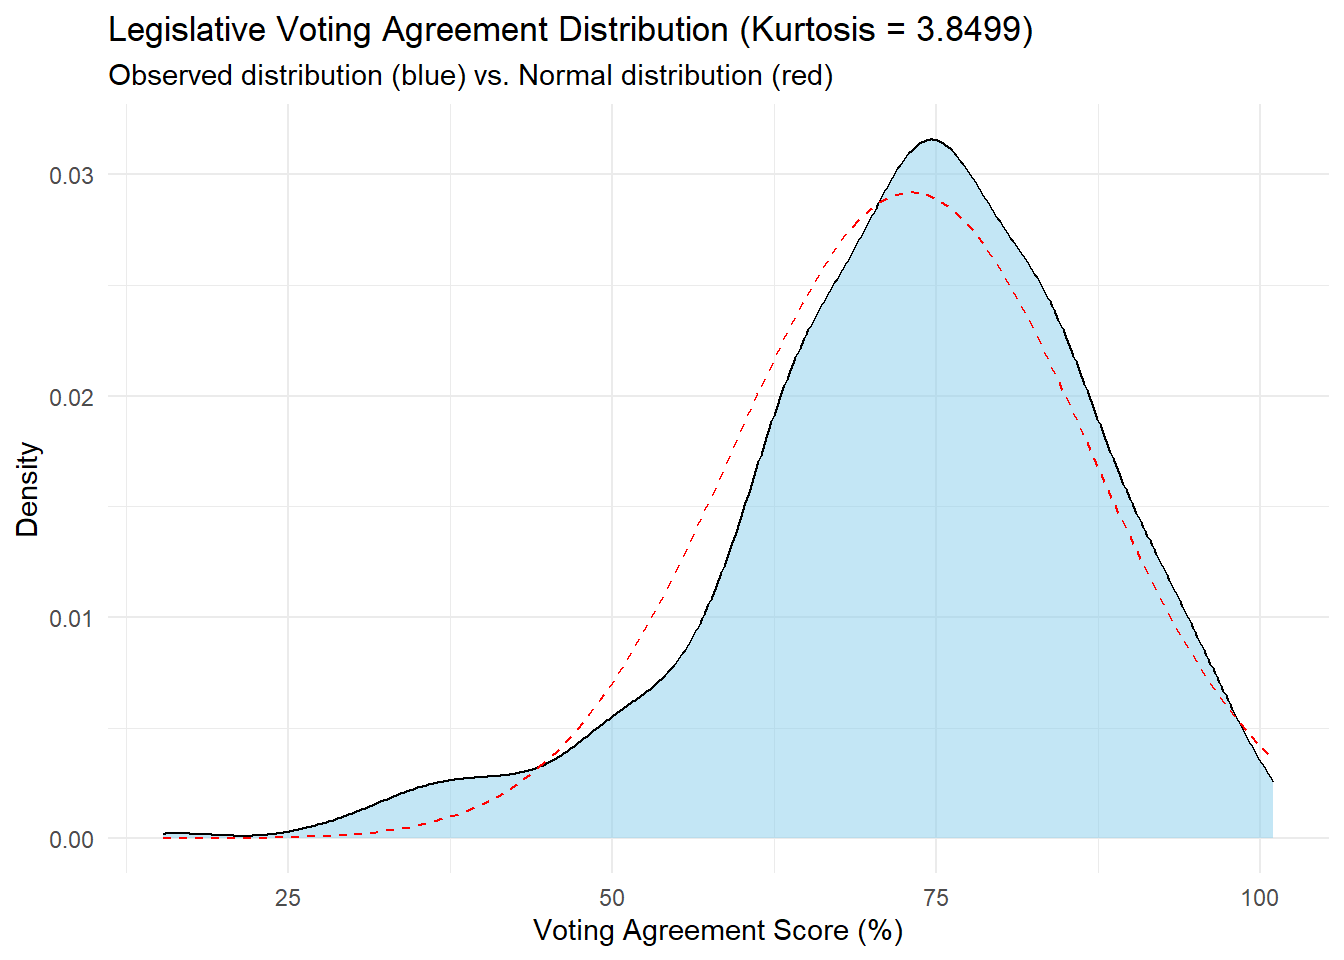 Legislative Voting Agreement Distribution (Kurtosis = 3.8499)
Observed distribution (blue) vs. Normal distribution (red)
0.03
0.02
0.01
0.00
Density
25 50 75 100
Voting Agreement Score (%)